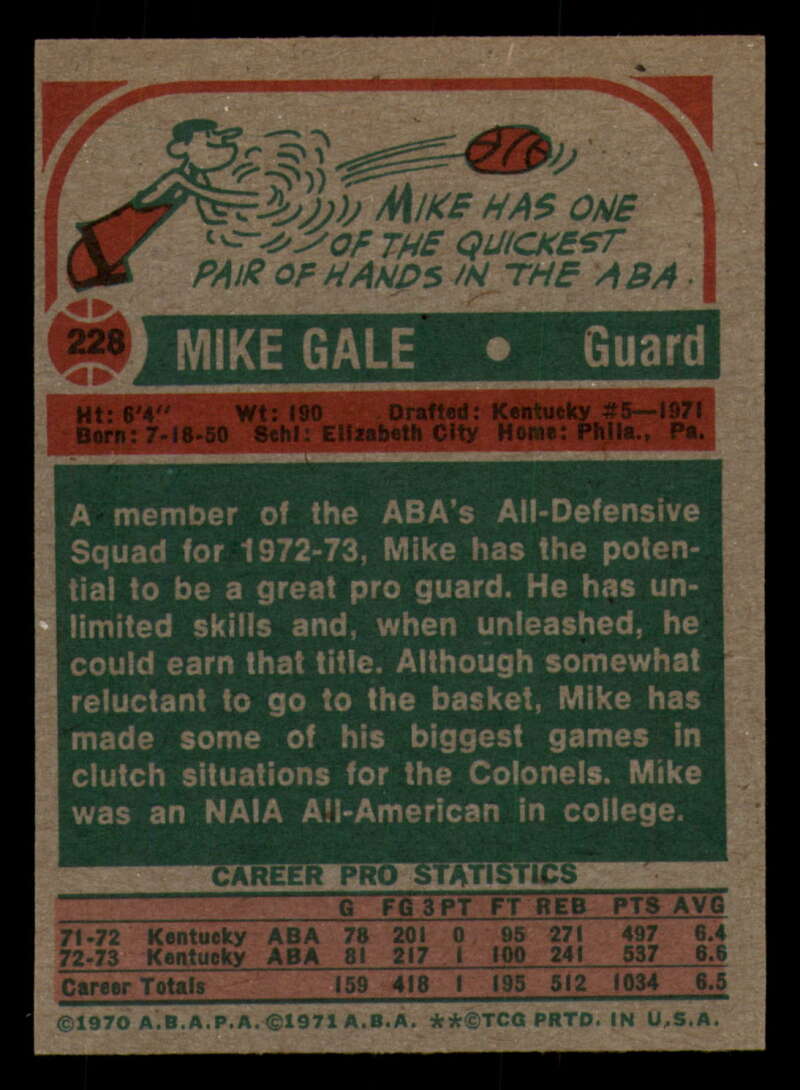 MIKE HAS ONE
OF THE QUICKEST
PAIR OF HANDS IN THE ABA.
228 MIKE GALE • Guard
Ht: 6'4" Wt: 190 Drafted: Kentucky #5—1971
Born: 7-18-50 Schl: Elizabeth City Home: Phila., Pa.
A member of the ABA's All-Defensive
Squad for 1972-73, Mike has the poten-
tial to be a great pro guard. He has un-
limited skills and, when unleashed, he
could earn that title. Although somewhat
reluctant to go to the basket, Mike has
made some of his biggest games in
clutch situations for the Colonels. Mike
was an NAIA All-American in college.
CAREER PRO STATISTICS
G FG 3PT FT REB PTS AVG
71-72 Kentucky ABA 78 201 0 95 271 497 6.4
72-73 Kentucky ABA 81 217 1 100 241 537 6.6
Career Totals 159 418 1 195 512 1034 6.5
©1970 A.B.A.P.A. ©1971 A.B.A. **©TCG PRTD. IN U.S.A.